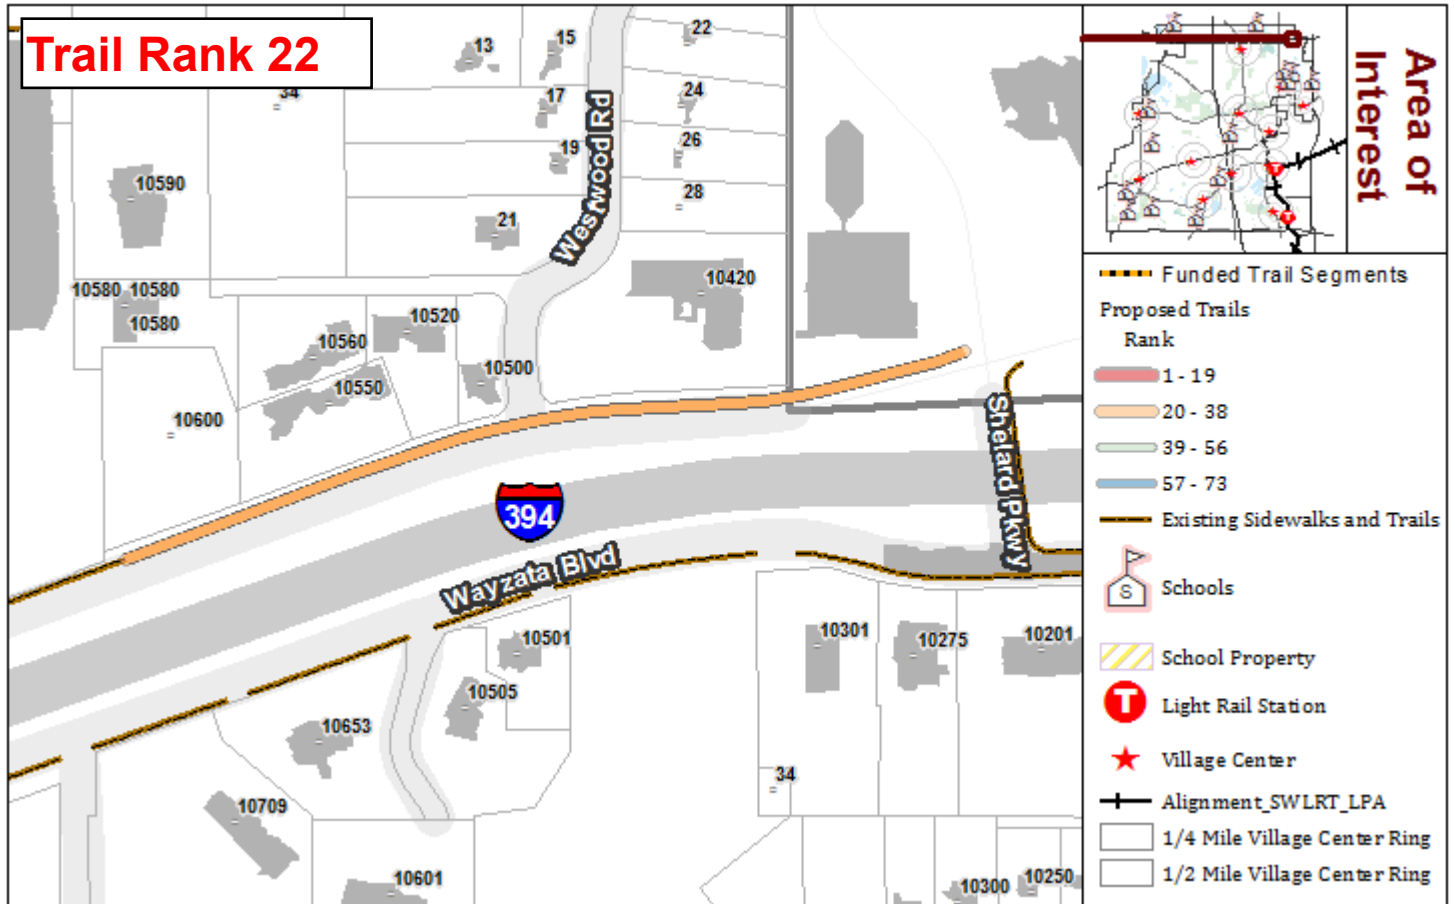 Trail Rank 22
13
15
22
34
17
24
19
26
28
21
Westwood Rd
10590
10580 10580
10580
10420
10560
10520
10550
10500
10600
394
Wayzata Blvd
Shelard Pkwy
10501
10505
10653
10709
10601
10301
10275
10201
34
10300
10250
Area of
Interest
Funded Trail Segments
Proposed Trails
Rank
1 - 19
20 - 38
39 - 56
57 - 73
Existing Sidewalks and Trails
S
Schools
School Property
T
Light Rail Station
Village Center
Alignment_SWLRT_LPA
1/4 Mile Village Center Ring
1/2 Mile Village Center Ring